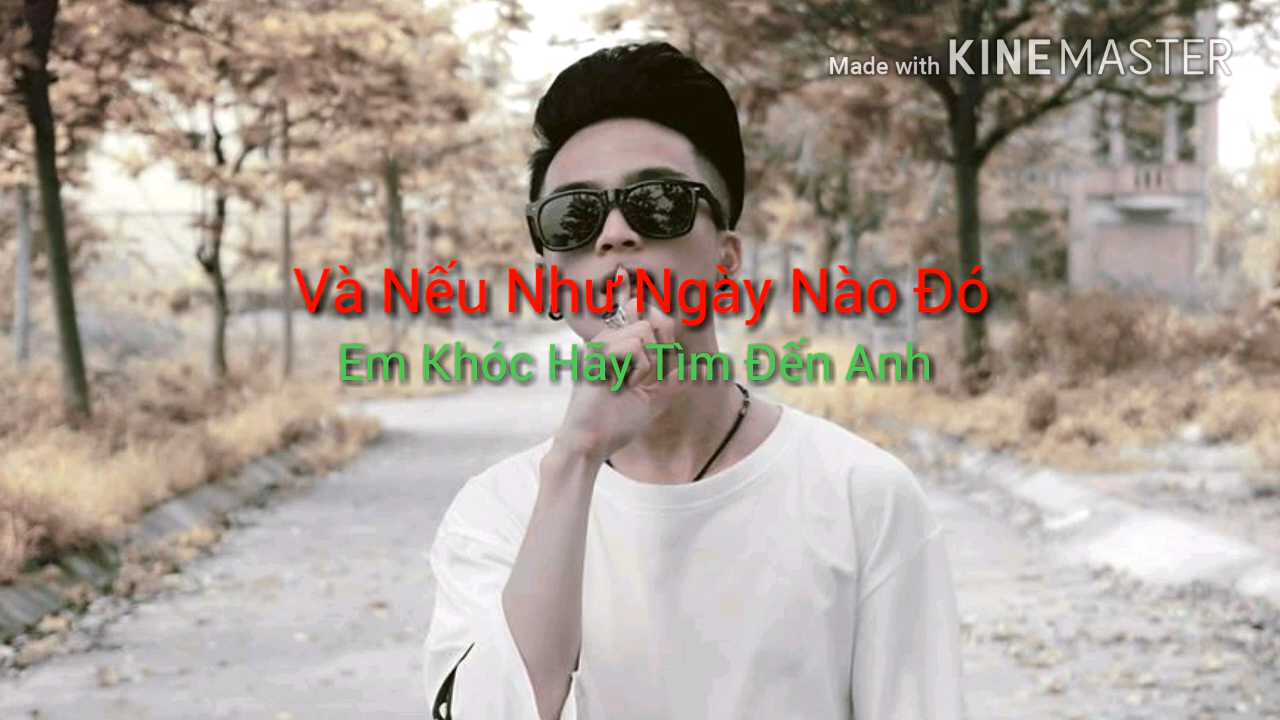 Made with KINEMASTER
Và Nếu Như Ngày Nào Đó
Em Khóc Hãy Tìm Đến Anh